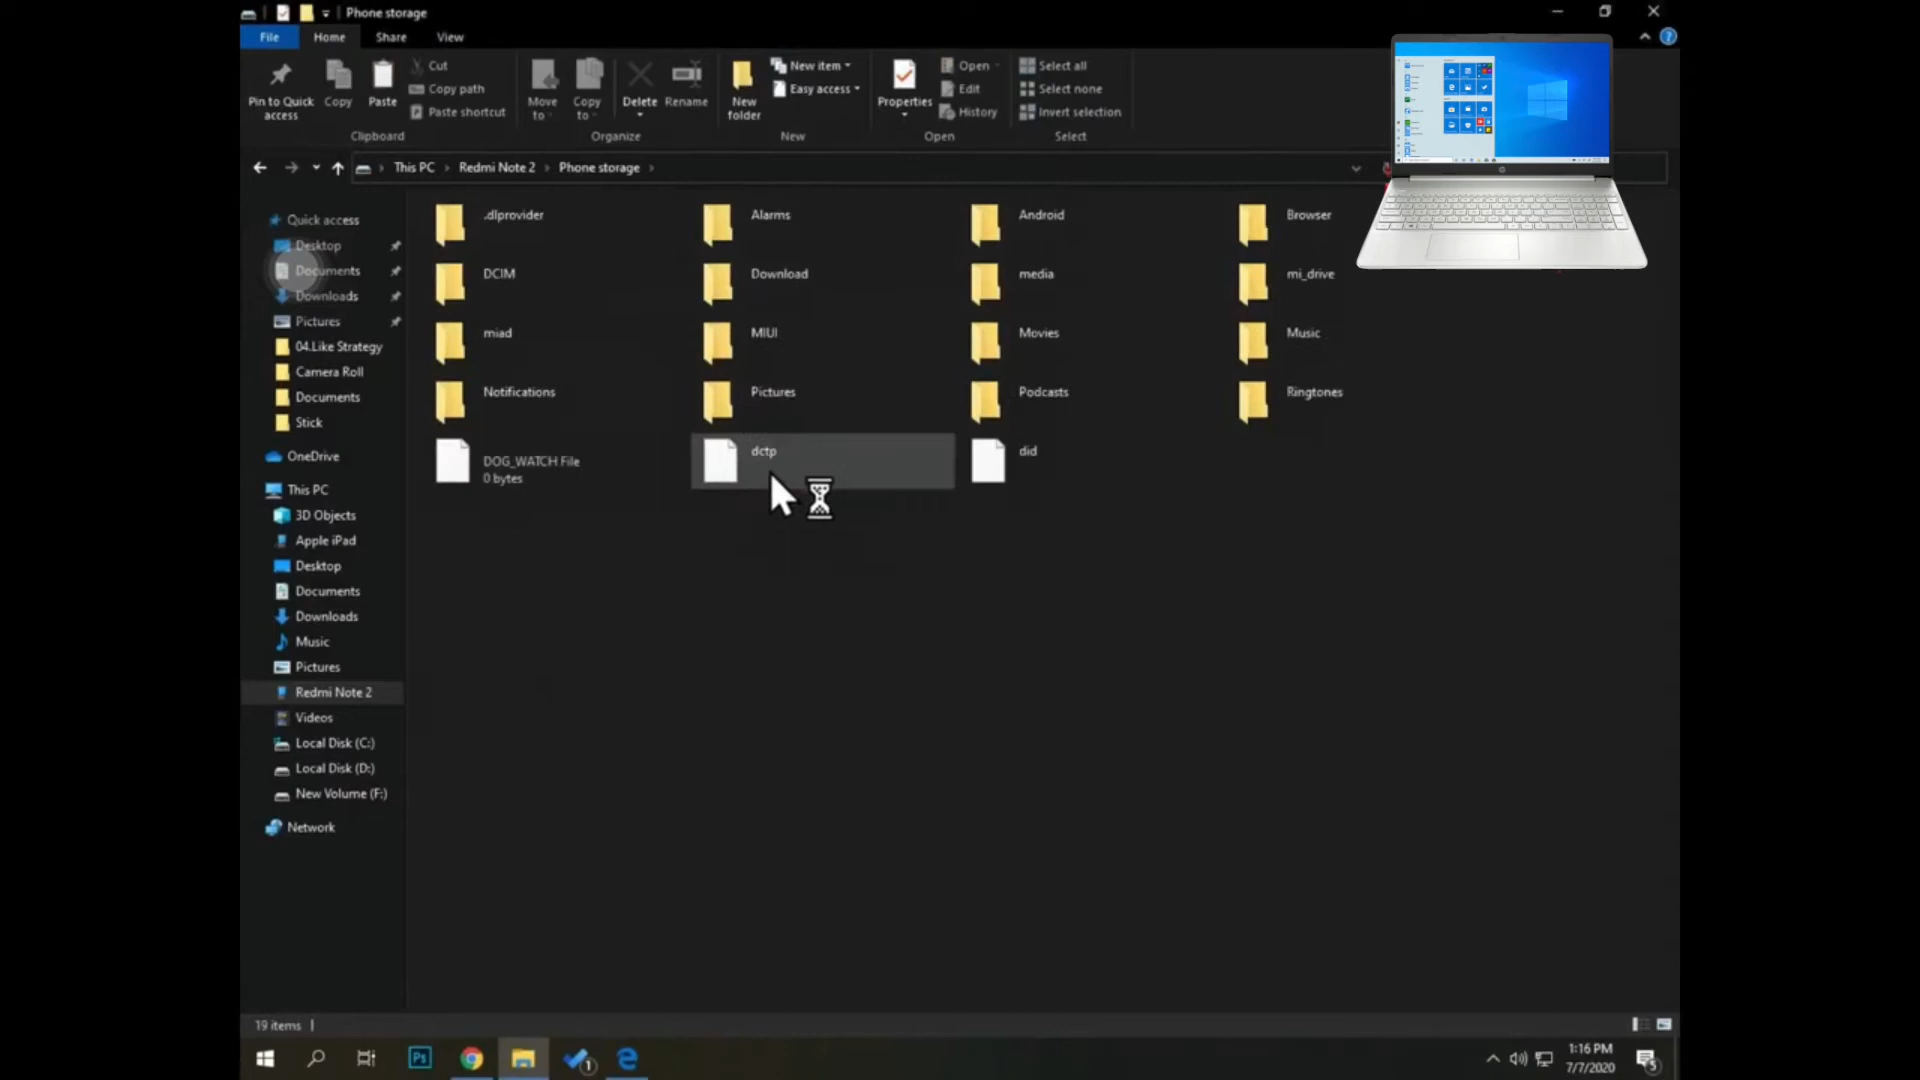 Phone storage
File Home Share View
Pin to Quick access
Copy
Paste
Cut
Copy path
Paste shortcut
Clipboard
Move to
Copy to
Delete
Rename
Organize
New folder
New item
Easy access
New
Properties
Open
Edit
History
Open
Select all
Select none
Invert selection
Select
This PC Redmi Note 2 Phone storage
Quick access
Desktop
Documents
Downloads
Pictures
04.Like Strategy
Camera Roll
Documents
Stick
OneDrive
This PC
3D Objects
Apple iPad
Desktop
Documents
Downloads
Music
Pictures
Redmi Note 2
Videos
Local Disk (C:)
Local Disk (D:)
New Volume (F:)
Network
.dlprovider Alarms Android Browser
DCIM Download media mi_drive
miad MIUI Movies Music
Notifications Pictures Podcasts Ringtones
DOG_WATCH File dctp did
0 bytes
19 items
Ps
1
1:16 PM
7/7/2020
5